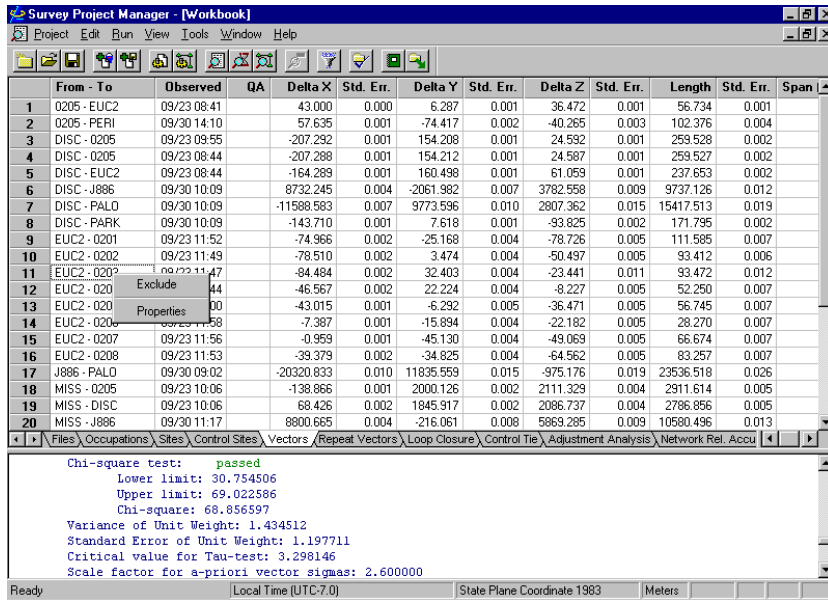 Survey Project Manager - [Workbook]
Project Edit Run View Tools Window Help
From - To Observed QA Delta X Std. Err. Delta Y Std. Err. Delta Z Std. Err. Length Std. Err. Span
1 0205 - EUC2 09/23 08:41 43.000 0.000 6.287 0.001 36.472 0.001 56.734 0.001
2 0205 - PERI 09/30 14:10 57.635 0.001 -74.417 0.002 -40.265 0.003 102.376 0.004
3 DISC - 0205 09/23 09:55 -207.292 0.001 154.208 0.001 24.592 0.001 259.528 0.002
4 DISC - 0205 09/23 08:44 -207.288 0.001 154.212 0.001 24.587 0.001 259.527 0.002
5 DISC - EUC2 09/23 08:44 -164.289 0.001 160.498 0.001 61.059 0.001 237.653 0.002
6 DISC - J886 09/30 10:09 8732.245 0.004 -2061.982 0.007 3782.558 0.009 9737.126 0.012
7 DISC - PALO 09/30 10:09 -11588.583 0.007 9773.596 0.010 2807.362 0.015 15417.513 0.019
8 DISC - PARK 09/30 10:09 -143.710 0.001 7.618 0.001 -93.825 0.002 171.795 0.002
9 EUC2 - 0201 09/23 11:52 -74.966 0.002 -25.168 0.004 -78.726 0.005 111.585 0.007
10 EUC2 - 0202 09/23 11:49 -78.510 0.002 3.474 0.004 -50.497 0.005 93.412 0.006
11 EUC2 - 0203 09/23 11:47 -84.484 0.002 32.403 0.004 -23.441 0.011 93.472 0.012
12 EUC2 - 020 44 -46.567 0.002 22.224 0.004 -8.227 0.005 52.250 0.007
13 EUC2 - 020 00 -43.015 0.001 -6.292 0.005 -36.471 0.005 56.745 0.007
14 EUC2 - 0206 09/23 11:58 -7.387 0.001 -15.894 0.004 -22.182 0.005 28.270 0.007
15 EUC2 - 0207 09/23 11:56 -0.959 0.001 -45.130 0.004 -49.069 0.005 66.674 0.007
16 EUC2 - 0208 09/23 11:53 -39.379 0.002 -34.825 0.004 -64.562 0.005 83.257 0.007
17 J886 - PALO 09/30 09:02 -20320.833 0.010 11835.559 0.015 -975.176 0.019 23536.518 0.026
18 MISS - 0205 09/23 10:06 -138.866 0.001 2000.126 0.002 2111.329 0.004 2911.614 0.005
19 MISS - DISC 09/23 10:06 68.426 0.002 1845.917 0.002 2086.737 0.004 2786.856 0.005
20 MISS - J886 09/30 11:17 8800.665 0.004 -216.061 0.008 5869.285 0.009 10580.496 0.013
Exclude
Properties
Files Occupations Sites Control Sites Vectors Repeat Vectors Loop Closure Control Tie Adjustment Analysis Network Rel. Accu
Chi-square test: passed
Lower limit: 30.754506
Upper limit: 69.022586
Chi-square: 68.856597
Variance of Unit Weight: 1.434512
Standard Error of Unit Weight: 1.197711
Critical value for Tau-test: 3.298146
Scale factor for a-priori vector sigmas: 2.600000
Ready Local Time (UTC-7.0) State Plane Coordinate 1983 Meters